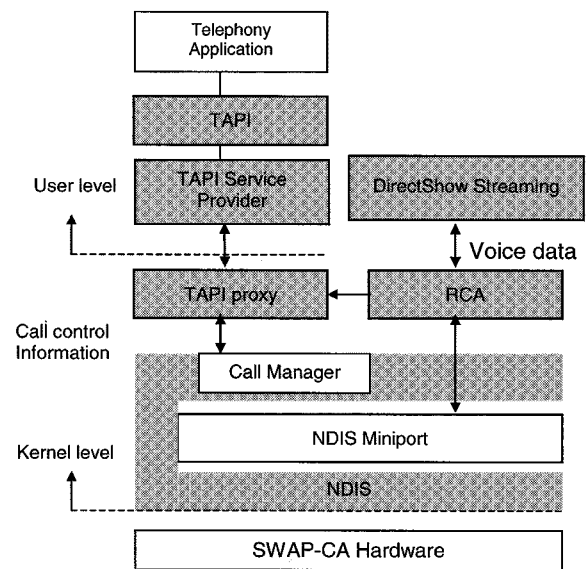 Telephony
Application
TAPI
TAPI Service
Provider
DirectShow Streaming
User level
Voice data
TAPI proxy
RCA
Call control
Information
Call Manager
NDIS Miniport
Kernel level
NDIS
SWAP-CA Hardware